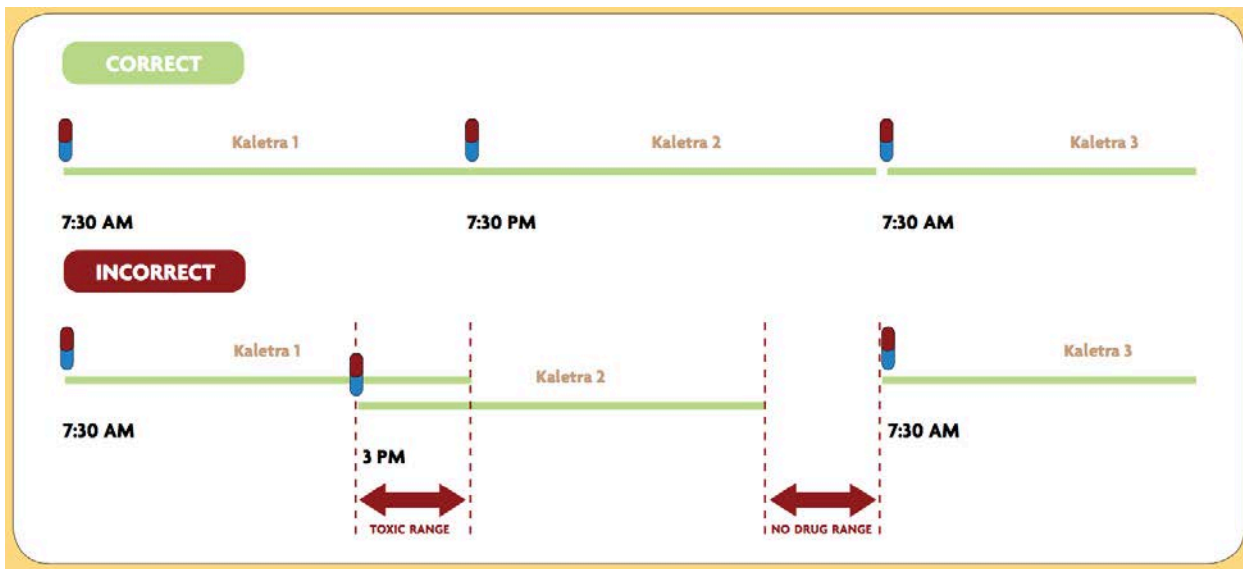 CORRECT
Kaletra 1
Kaletra 2
Kaletra 3
7:30 AM
7:30 PM
7:30 AM
INCORRECT
Kaletra 1
Kaletra 2
Kaletra 3
7:30 AM
3 PM
7:30 AM
TOXIC RANGE
NO DRUG RANGE